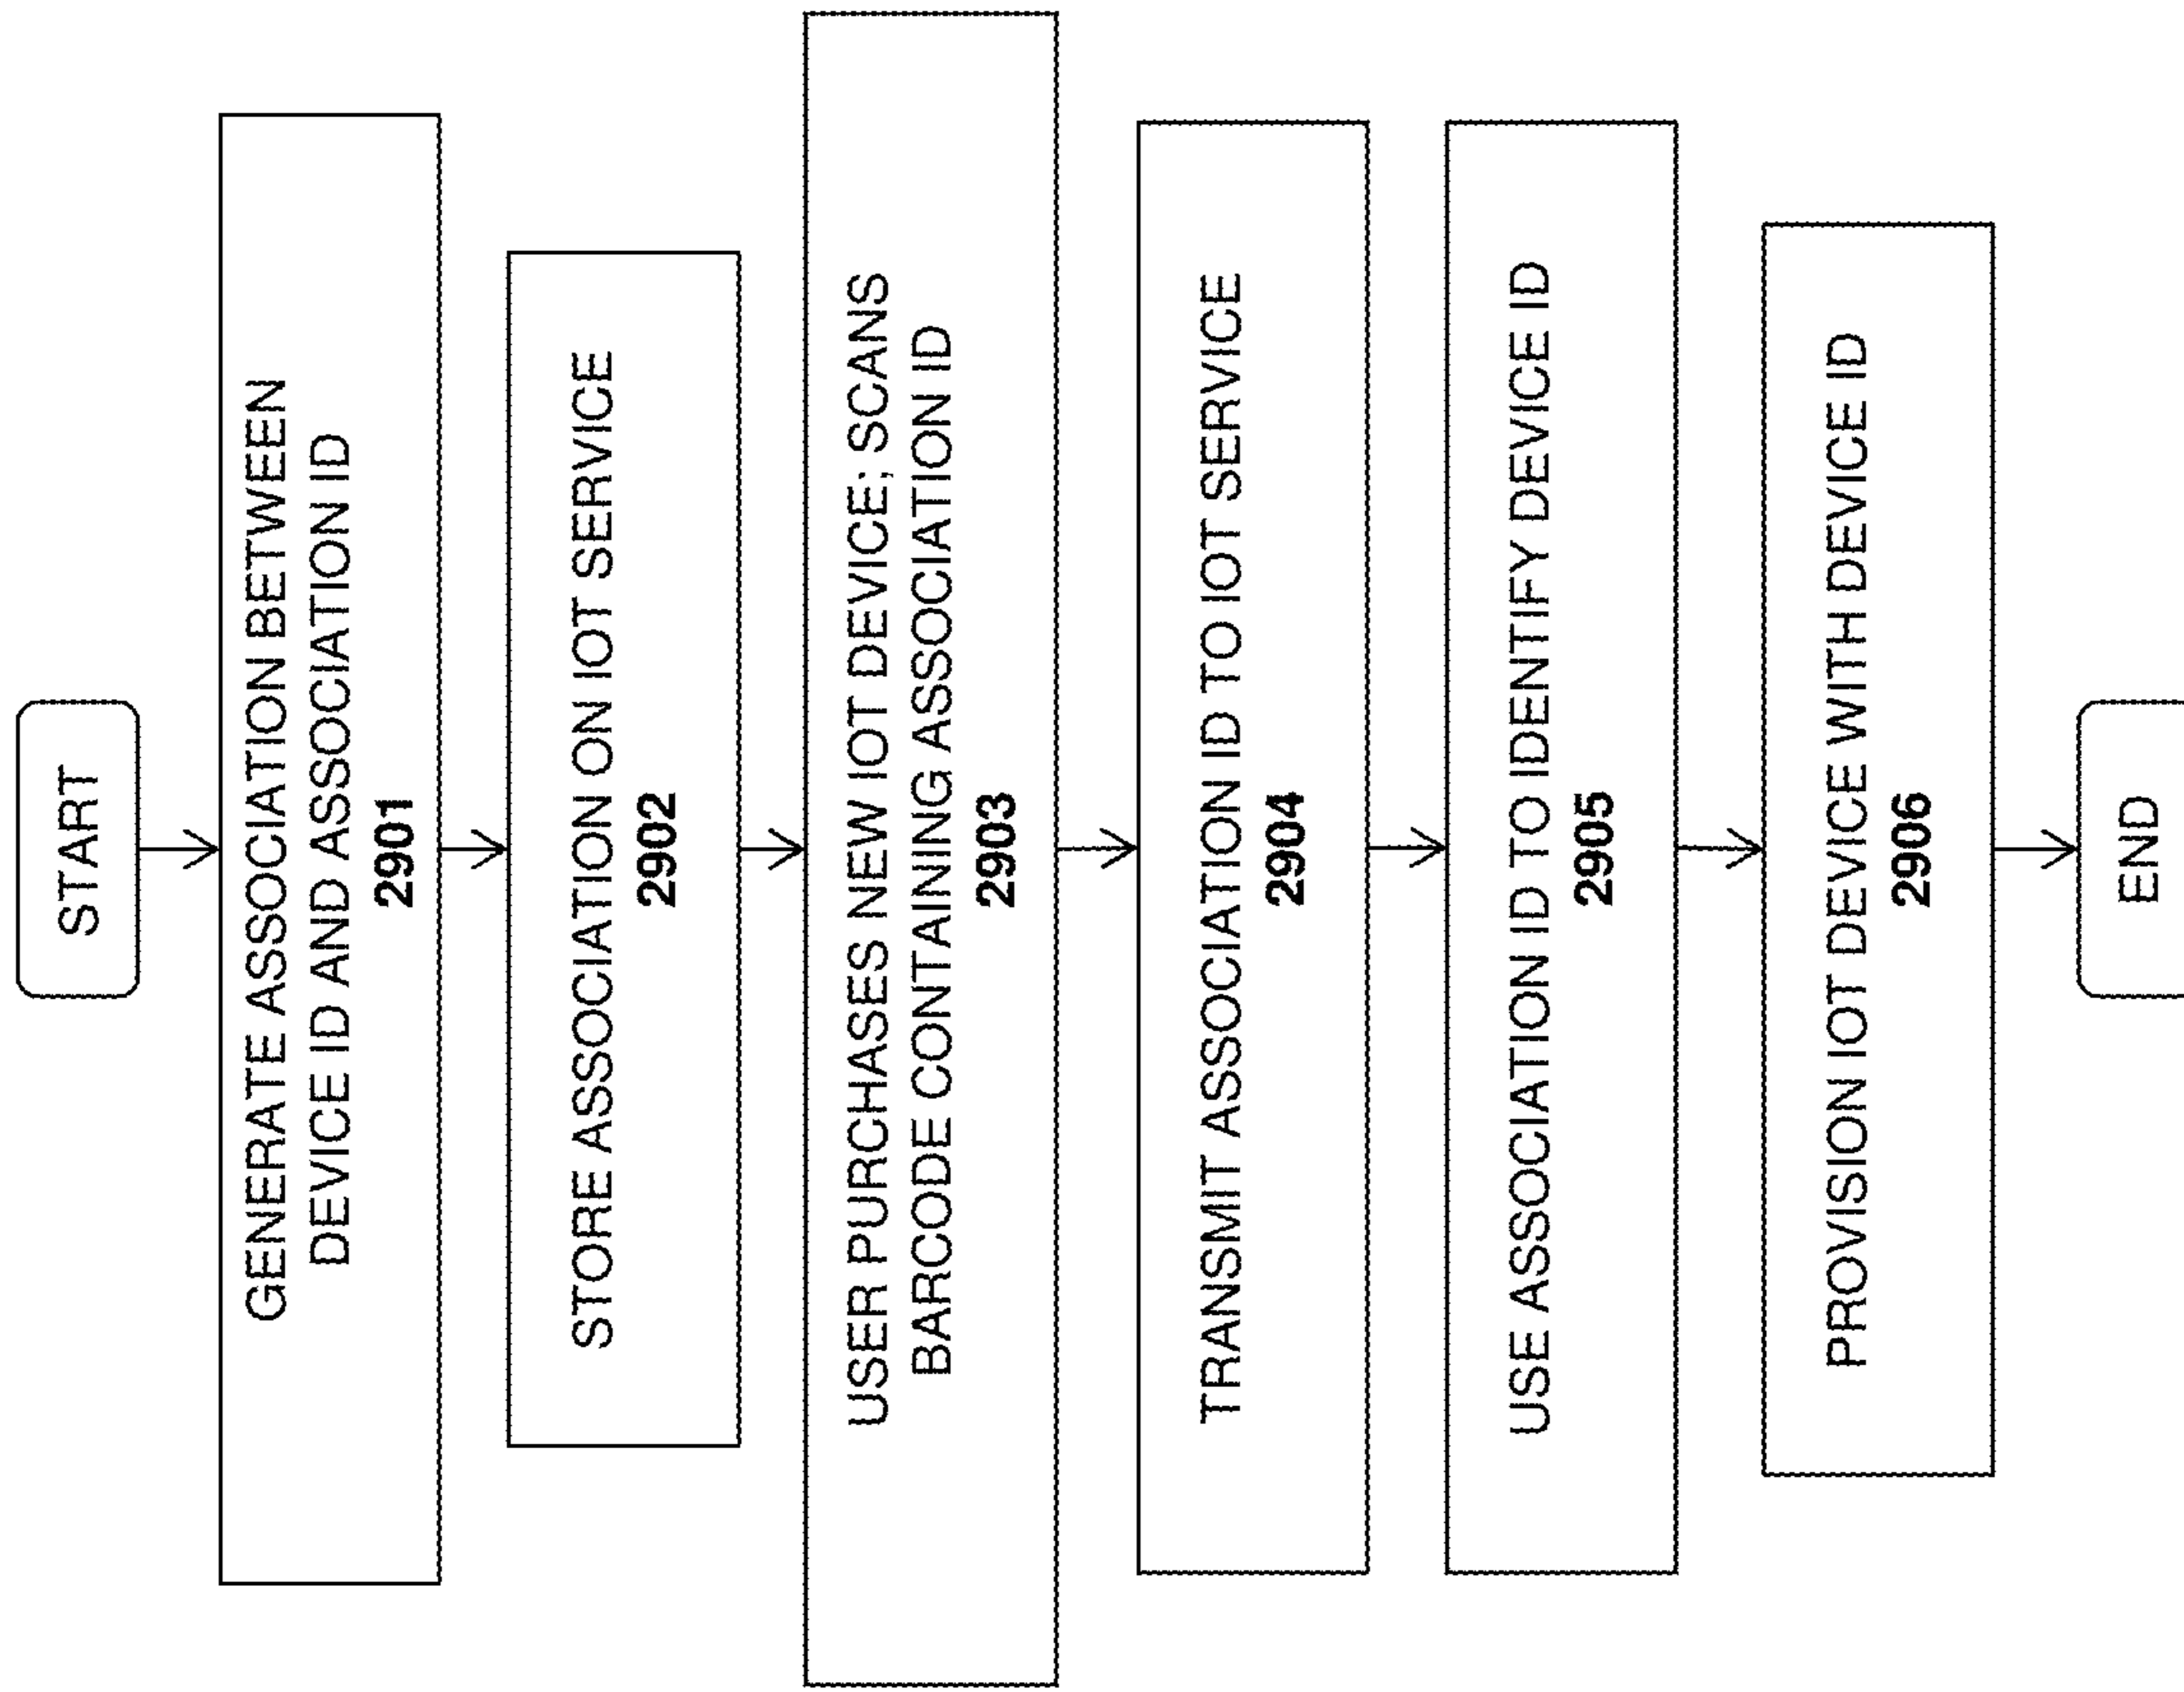 START
GENERATE ASSOCIATION BETWEEN
DEVICE ID AND ASSOCIATION ID
2901
STORE ASSOCIATION ON IOT SERVICE
2902
USER PURCHASES NEW IOT DEVICE; SCANS
BARCODE CONTAINING ASSOCIATION ID
2903
TRANSMIT ASSOCIATION ID TO IOT SERVICE
2904
USE ASSOCIATION ID TO IDENTIFY DEVICE ID
2905
PROVISION IOT DEVICE WITH DEVICE ID
2906
END